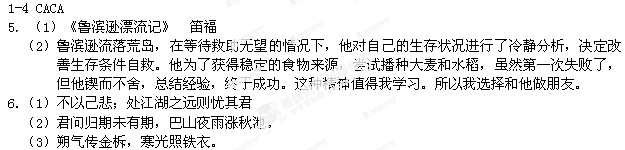 1-4 CACA
5.（1）《鲁滨逊漂流记》 笛福
（2）鲁滨逊流落荒岛，在等待救助无望的情况下，他对自己的生存状况进行了冷静分析，决定改
善生存条件自救。他为了获得稳定的食物来源，尝试播种大麦和水稻，虽然第一次失败了，
但他锲而不舍，总结经验，终于成功。这种精神值得我学习。所以我选择和他做朋友。
6.（1）不以己悲；处江湖之远则忧其君
（2）君问归期未有期，巴山夜雨涨秋池。
（3）朔气传金柝，寒光照铁衣。